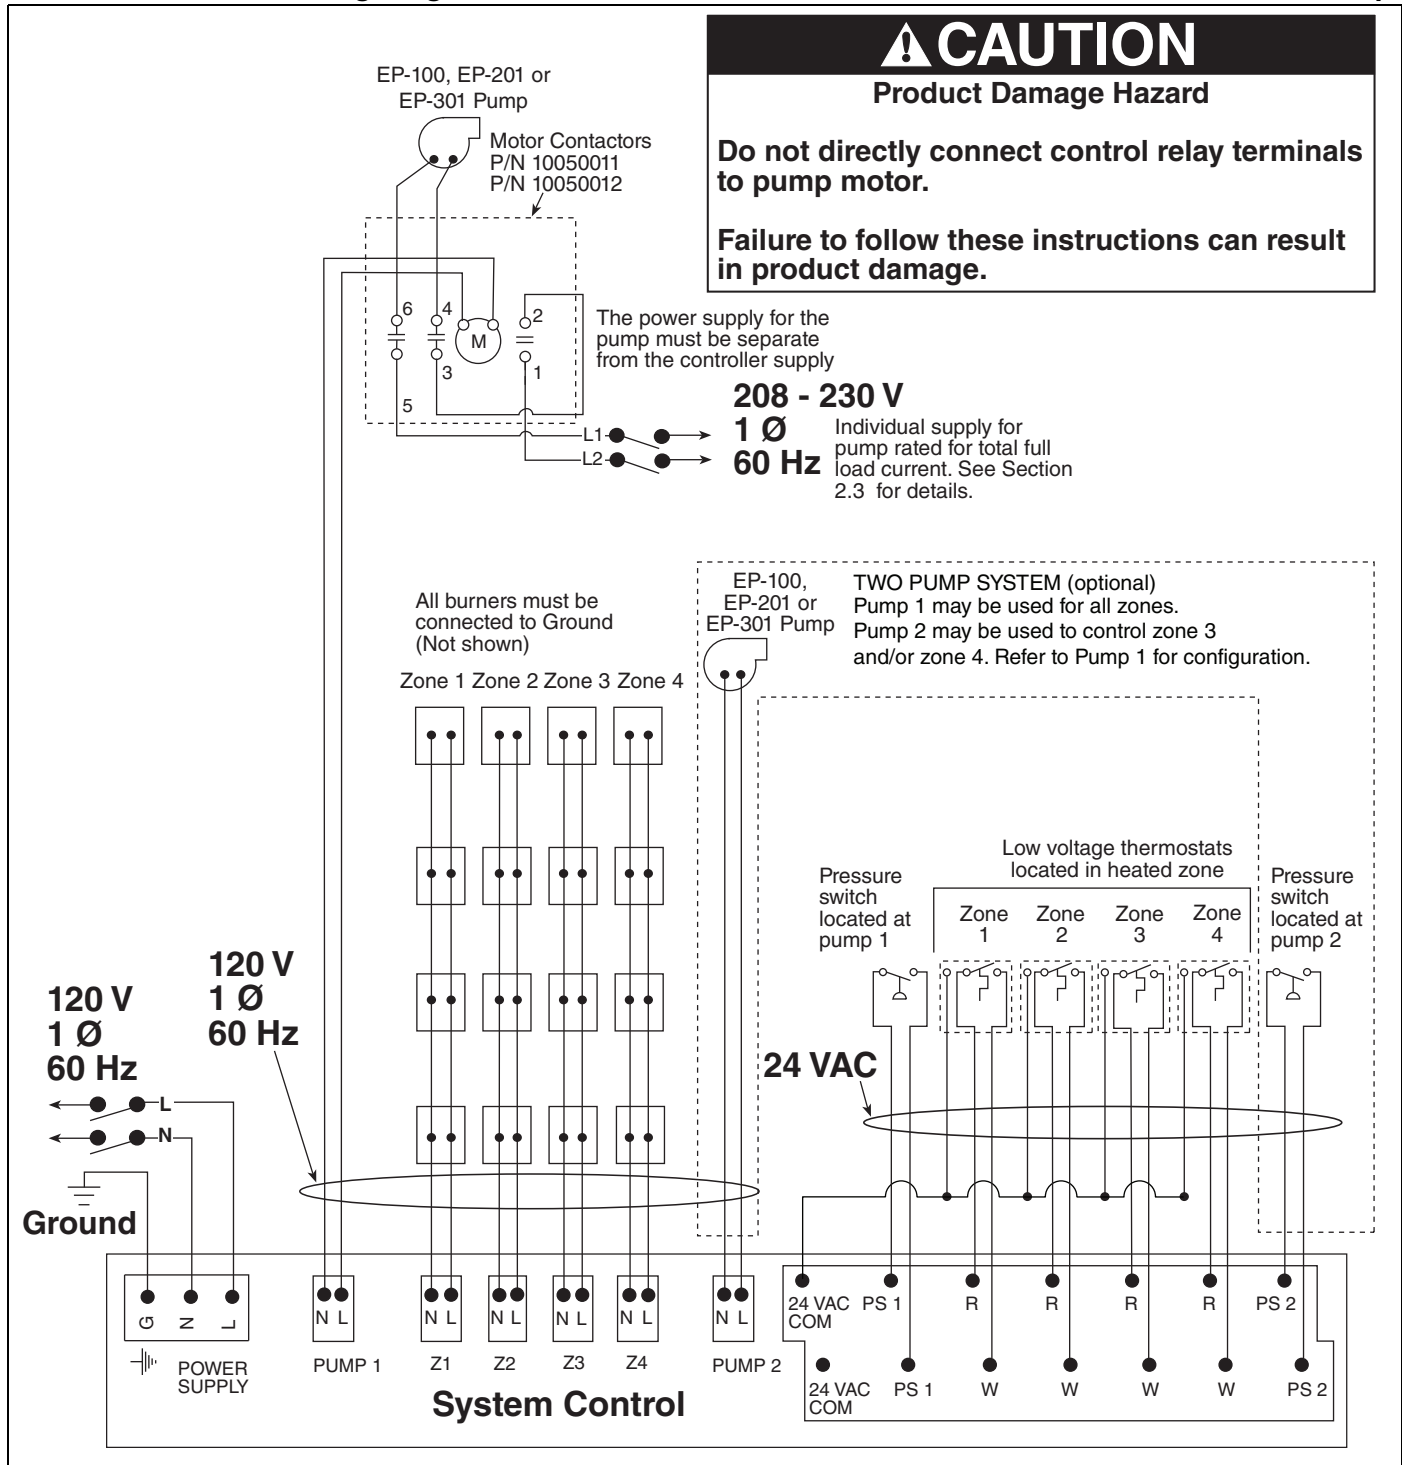 CAUTION
Product Damage Hazard
Do not directly connect control relay terminals
to pump motor.
Failure to follow these instructions can result
in product damage.
EP-100, EP-201 or
EP-301 Pump
Motor Contactors
P/N 10050011
P/N 10050012
6
4
M
2
3
1
5
The power supply for the
pump must be separate
from the controller supply
208 - 230 V
1 Ø
60 Hz
Individual supply for
pump rated for total full
load current. See Section
2.3 for details.
L1
L2
All burners must be
connected to Ground
(Not shown)
Zone 1 Zone 2 Zone 3 Zone 4
EP-100,
EP-201 or
EP-301 Pump
TWO PUMP SYSTEM (optional)
Pump 1 may be used for all zones.
Pump 2 may be used to control zone 3
and/or zone 4. Refer to Pump 1 for configuration.
Low voltage thermostats
located in heated zone
Pressure
switch
located at
pump 1
Zone
1
Zone
2
Zone
3
Zone
4
Pressure
switch
located at
pump 2
120 V
1 Ø
60 Hz
120 V
1 Ø
60 Hz
24 VAC
L
N
Ground
G
N
L
POWER
SUPPLY
N L
PUMP 1
N L
Z1
N L
Z2
N L
Z3
N L
Z4
N L
PUMP 2
24 VAC
COM
PS 1
R
R
R
R
PS 2
24 VAC
COM
PS 1
W
W
W
W
PS 2
System Control